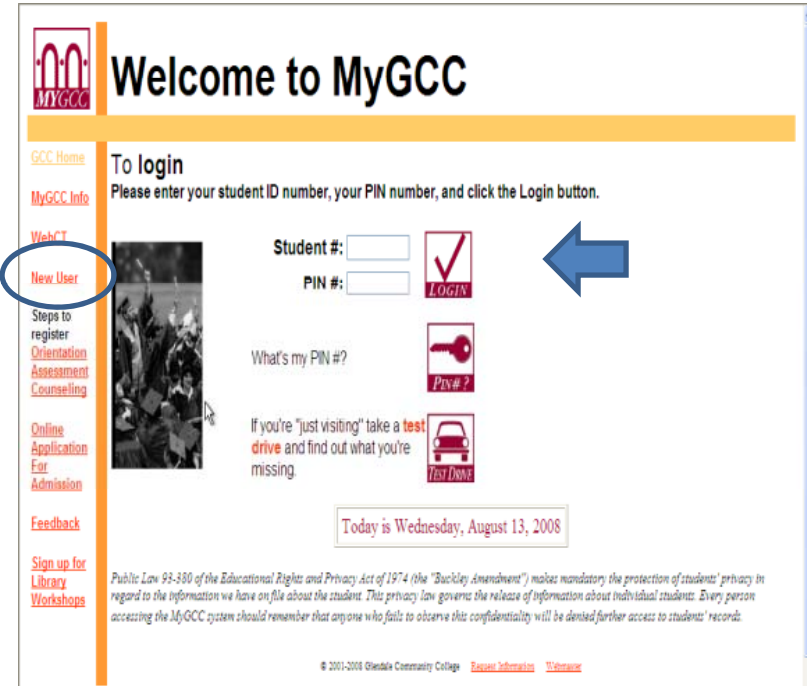 MYGCC
Welcome to MyGCC
GCC Home
MyGCC Info
WebCT
New User
Steps to
register
Orientation
Assessment
Counseling
Online
Application
For
Admission
Feedback
Sign up for
Library
Workshops
To login
Please enter your student ID number, your PIN number, and click the Login button.
Student #:
PIN #:
LOGIN
What's my PIN #?
PIN# ?
If you're "just visiting" take a test
drive and find out what you're
missing.
TEST DRIVE
Today is Wednesday, August 13, 2008
Public Law 93-380 of the Educational Rights and Privacy Act of 1974 (the "Buckley Amendment") makes mandatory the protection of students' privacy in
regard to the information we have on file about the student. This privacy law governs the release of information about individual students. Every person
accessing the MyGCC system should remember that anyone who fails to observe this confidentiality will be denied further access to students' records.
© 2001-2008 Glendale Community College Request Information Webmaster